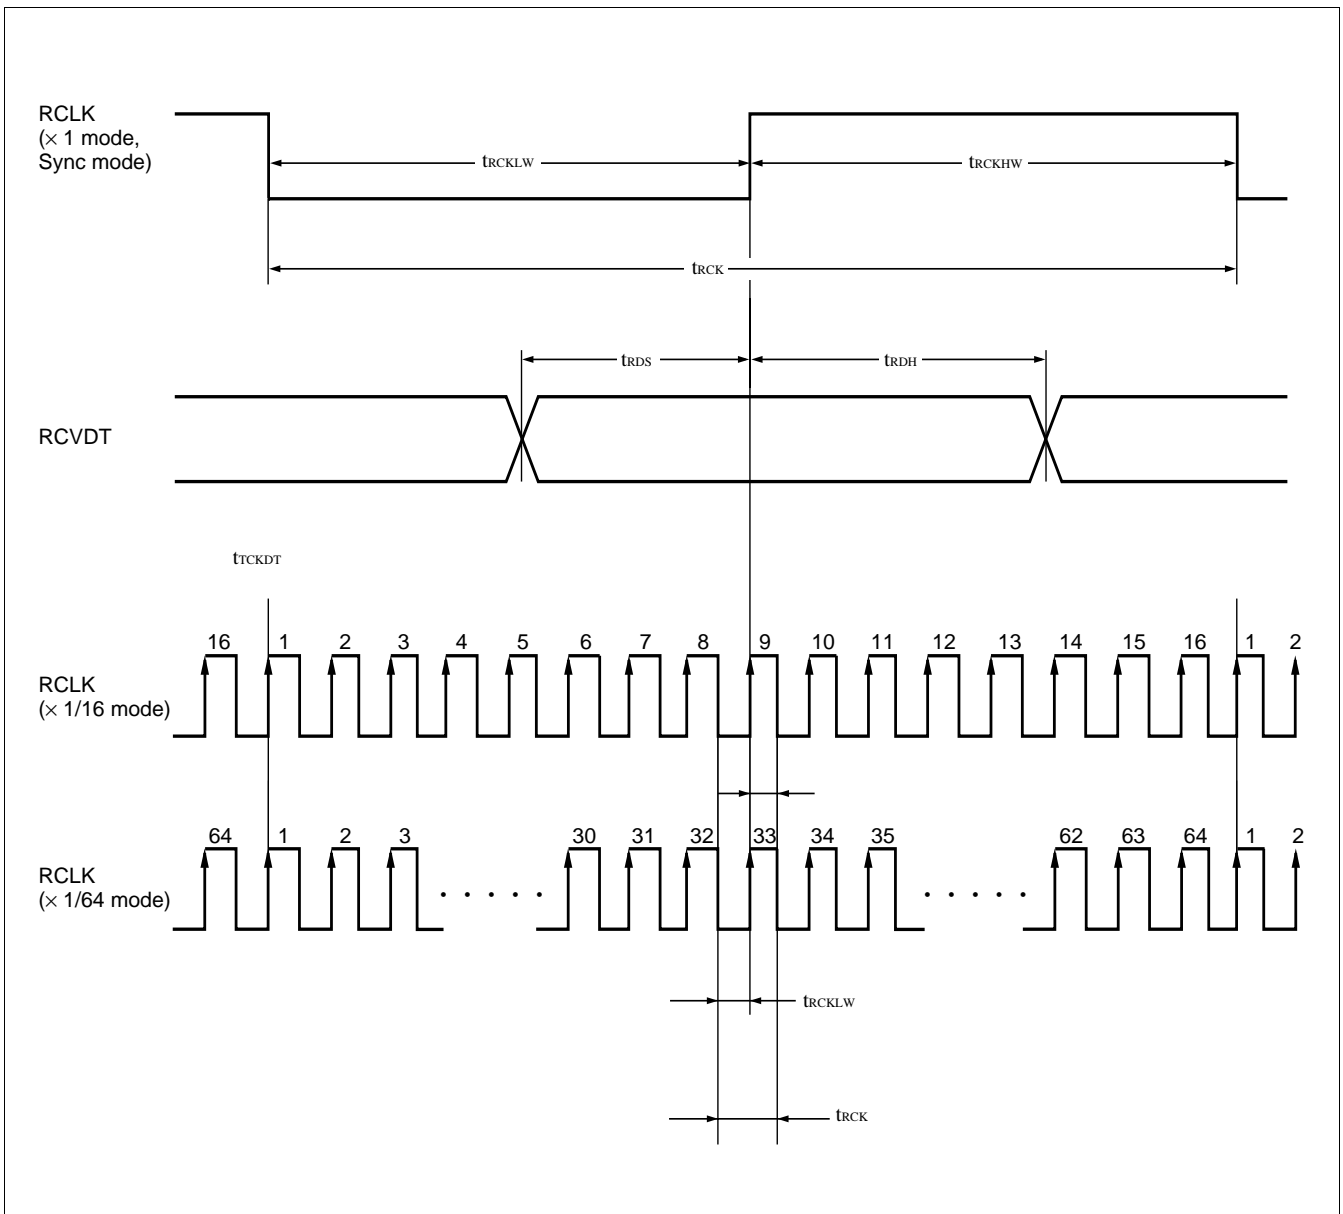 RCLK
(× 1 mode,
Sync mode)
tRCKLW
tRCKHW
tRCK
tRDS
tRDH
RCVDT
tTCKDT
16 1 2 3 4 5 6 7 8 9 10 11 12 13 14 15 16 1 2
RCLK
(× 1/16 mode)
64 1 2 3 30 31 32 33 34 35 62 63 64 1 2
RCLK
(× 1/64 mode)
. . . . . . . . . .
tRCKLW
tRCK